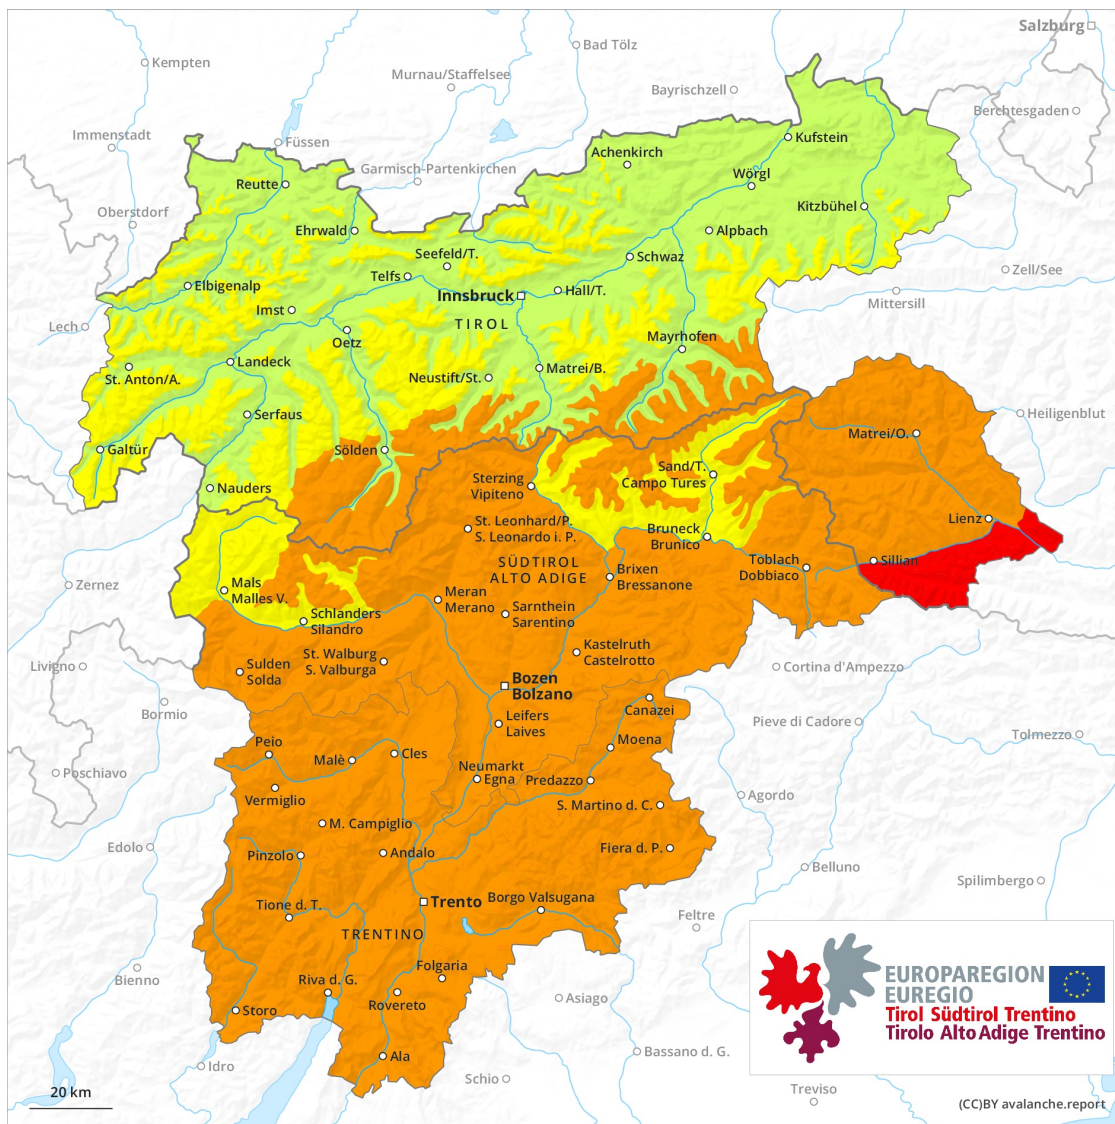 Salzburg
Bad Tölz
Kempten
Murnau/Staffelsee
Bayrischzell
Berchtesgaden
Immenstadt
Füssen
Kufstein
Achenkirch
Garmisch-Partenkirchen
Wörgl
Reutte
Oberstdorf
Kitzbühel
Ehrwald
Alpbach
Seefeld/T.
Schwaz
Telfs
Zell/See
Elbigenalp
Innsbruck
Hall/T.
Mittersill
Imst
TIROL
Lech
Oetz
Mayrhofen
Landeck
Matrei/B.
St. Anton/A.
Neustift/St.
Serfaus
Heiligenblut
Matrei/O.
Galtür
Sölden
Sand/T.
Campo Tures
Sterzing
Vipiteno
Nauders
Lienz
St. Leonhard/P.
S. Leonardo i. P.
Bruneck
Brunico
SÜDTIROL
ALTO ADIGE
Toblach
Dobbiaco
Sillian
Brixen
Bressanone
Zernez
Mals
Malles V.
Meran
Merano
Schlanders
Silandro
Sarnthein
Sarentino
Kastelruth
Castelrotto
St. Walburg
S. Valburga
Livigno
Sulden
Solda
Cortina d'Ampezzo
Bozen
Bolzano
Bormio
Canazei
Leifers
Laives
Pieve di Cadore
Tolmezzo
Moena
Peio
Cles
Malè
Poschiavo
Neumarkt
Egna
Predazzo
Vermiglio
Agordo
S. Martino d. C.
M. Campiglio
Edolo
Pinzolo
Andalo
Fiera d. P.
Belluno
Spilimbergo
Trento
Borgo Valsugana
Tione d. T.
Feltre
TRENTINO
Folgaria
Bienno
Riva d. G.
Rovereto
Asiago
Storo
Ala
Bassano d. G.
Idro
Schio
Treviso
EUROPAREGION
EUREGIO
Tirol Südtirol Trentino
Tirolo Alto Adige Trentino
20 km
(CC)BY avalanche.report